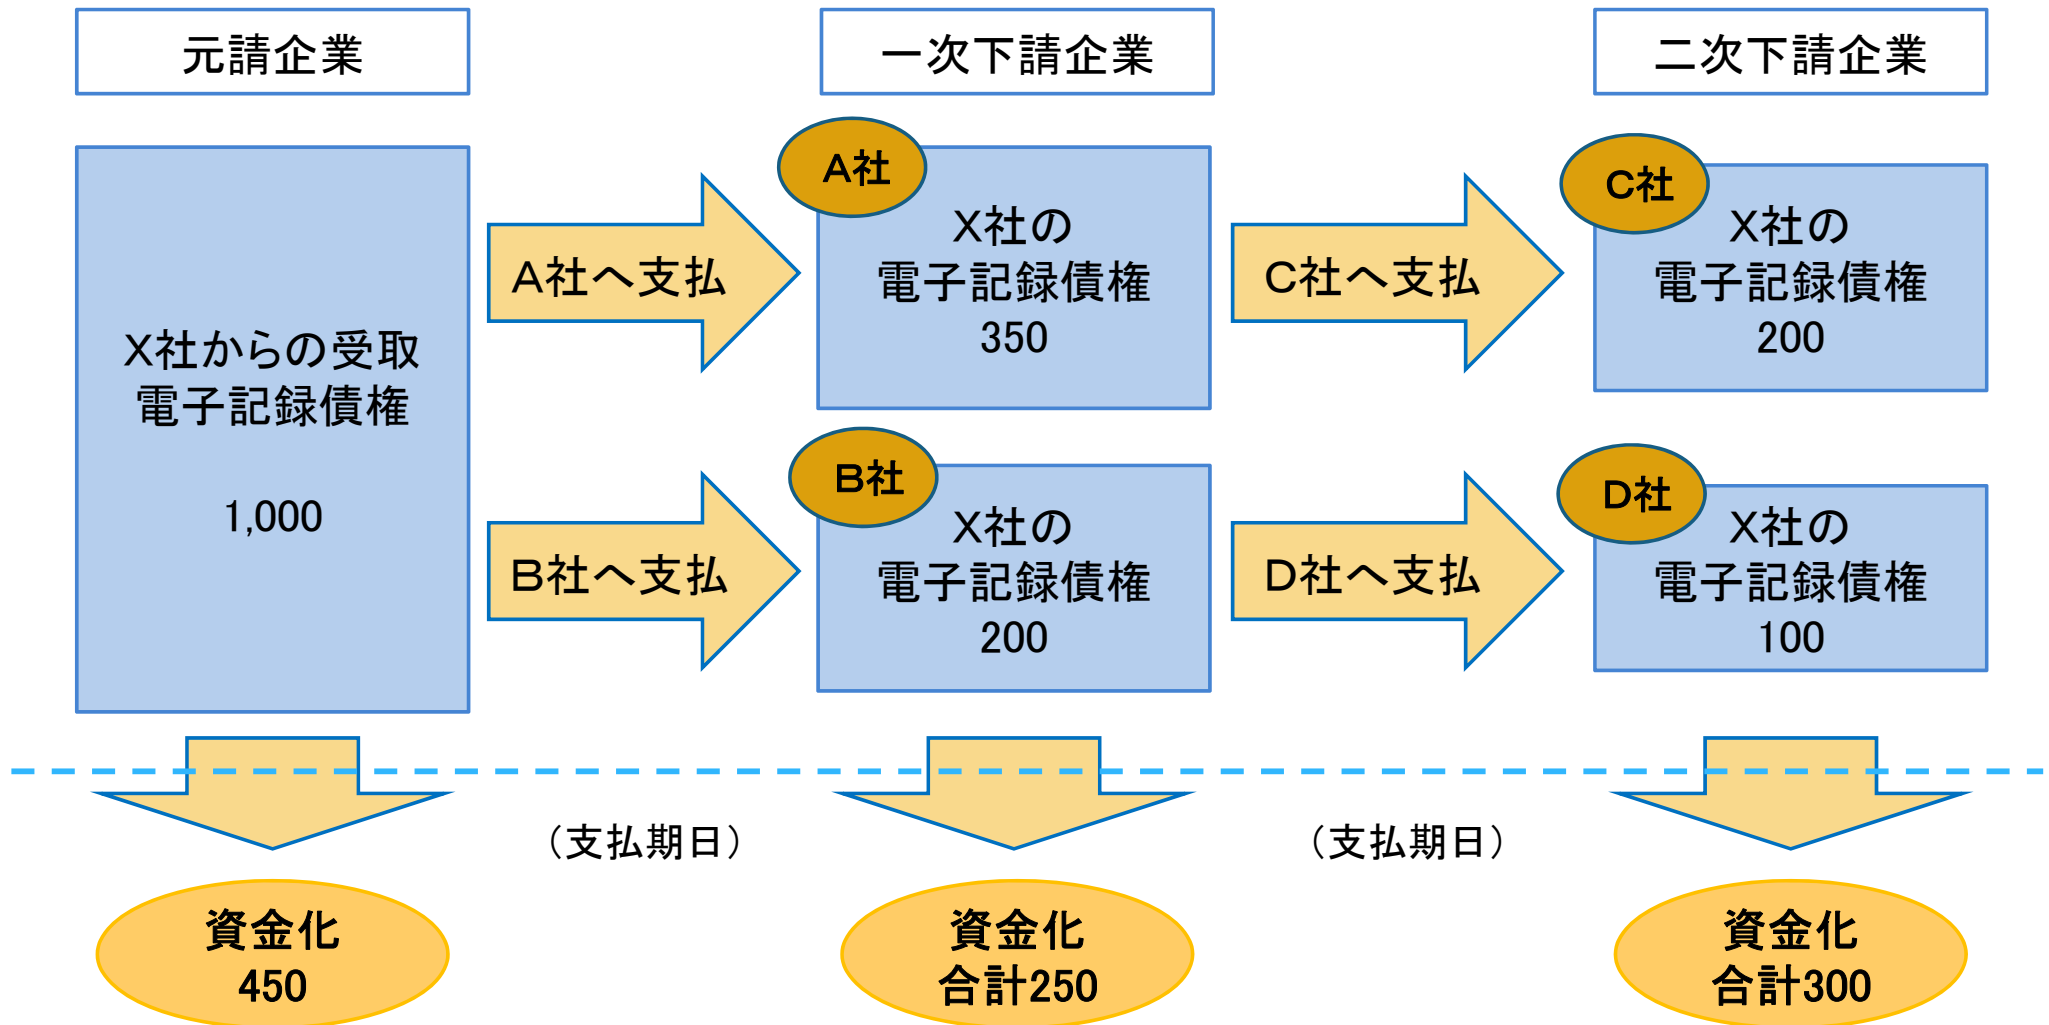 元請企業
一次下請企業
二次下請企業
X社からの受取
電子記録債権
1,000
A社へ支払
A社
X社の
電子記録債権
350
C社へ支払
C社
X社の
電子記録債権
200
B社へ支払
B社
X社の
電子記録債権
200
D社へ支払
D社
X社の
電子記録債権
100
（支払期日）
（支払期日）
資金化
450
資金化
合計250
資金化
合計300